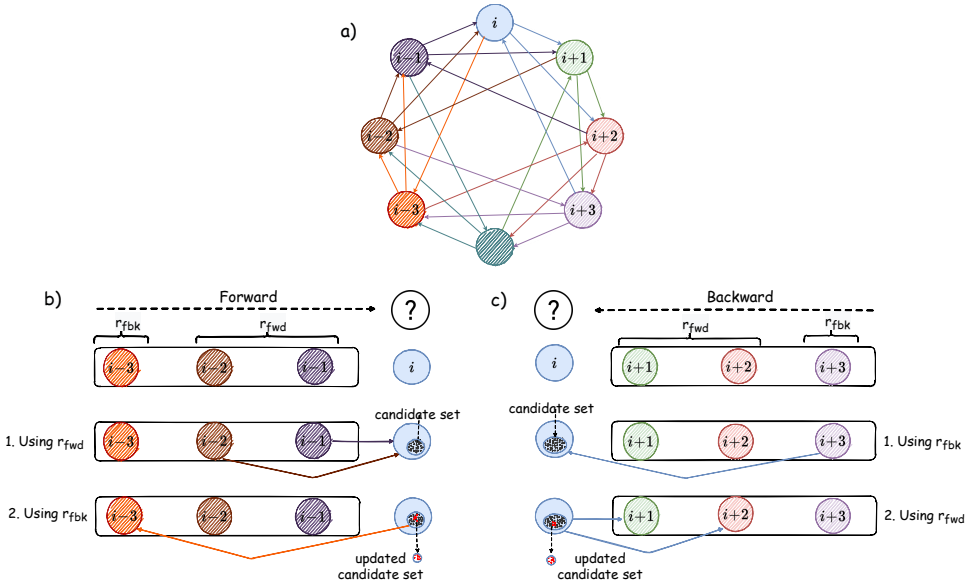 a)
i
i−1
i+1
i−2
i+2
i−3
i+3
b)
Forward
?
c)
?
Backward
r_fbk
r_fwd
r_fwd
r_fbk
i−3
i−2
i−1
i
i
i+1
i+2
i+3
candidate set
candidate set
1. Using r_fwd
i−3
i−2
i−1
i+1
i+2
i+3
1. Using r_fbk
2. Using r_fbk
i−3
i−2
i−1
i+1
i+2
i+3
2. Using r_fwd
updated
candidate set
updated
candidate set